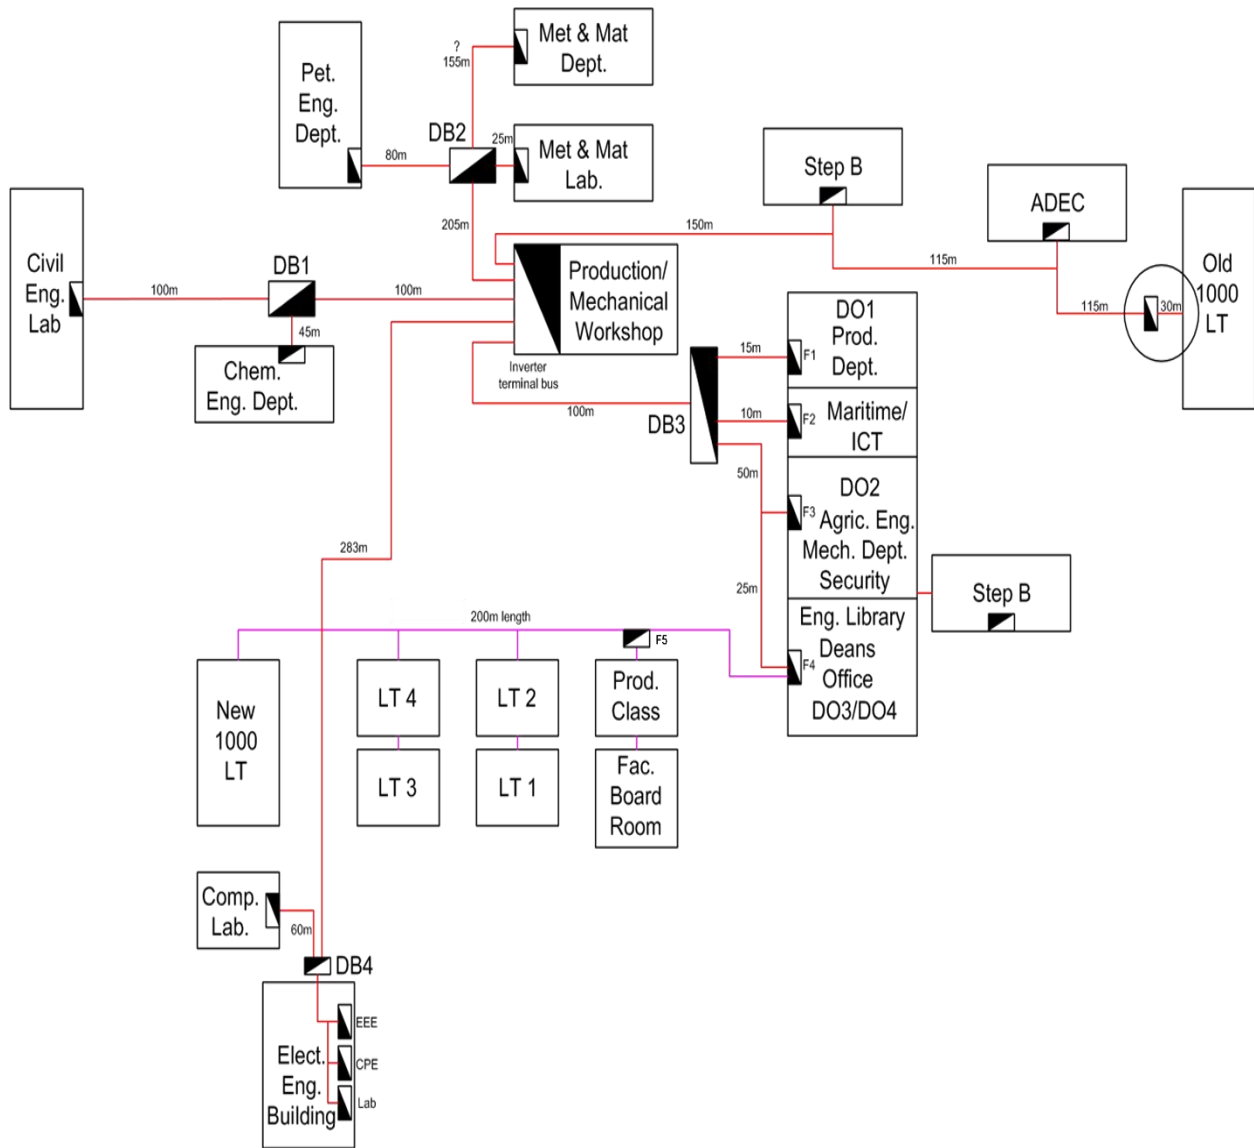 Met & Mat
Dept.
?
155m
Pet.
Eng.
Dept.
DB2
25m
80m
Met & Mat
Lab.
Step B
ADEC
205m
150m
115m
Civil
Eng.
Lab
DB1
100m
100m
45m
Chem.
Eng. Dept.
Production/
Mechanical
Workshop
Inverter
terminal bus
Old
1000
LT
115m
30m
DO1
Prod.
Dept.
F1
15m
100m
DB3
10m
F2
Maritime/
ICT
50m
DO2
F3
Agric. Eng.
Mech. Dept.
Security
25m
Step B
283m
Eng. Library
Deans
Office
DO3/DO4
F4
200m length
F5
New
1000
LT
LT 4
LT 2
Prod.
Class
LT 3
LT 1
Fac.
Board
Room
Comp.
Lab.
60m
DB4
EEE
CPE
Lab
Elect.
Eng.
Building